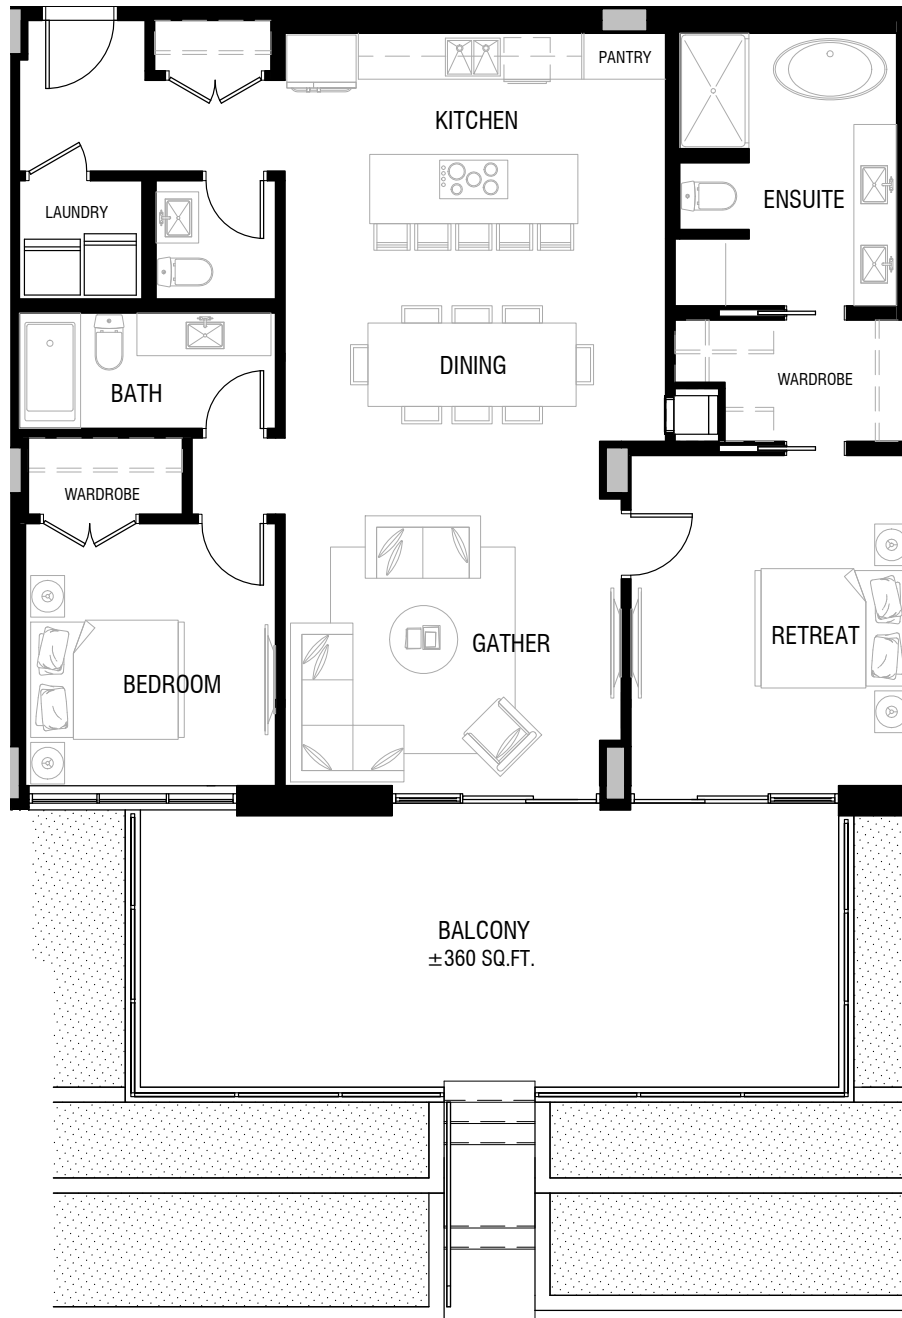 PANTRY
KITCHEN
ENSUITE
LAUNDRY
DINING
WARDROBE
BATH
WARDROBE
RETREAT
GATHER
BEDROOM
BALCONY
±360 SQ.FT.